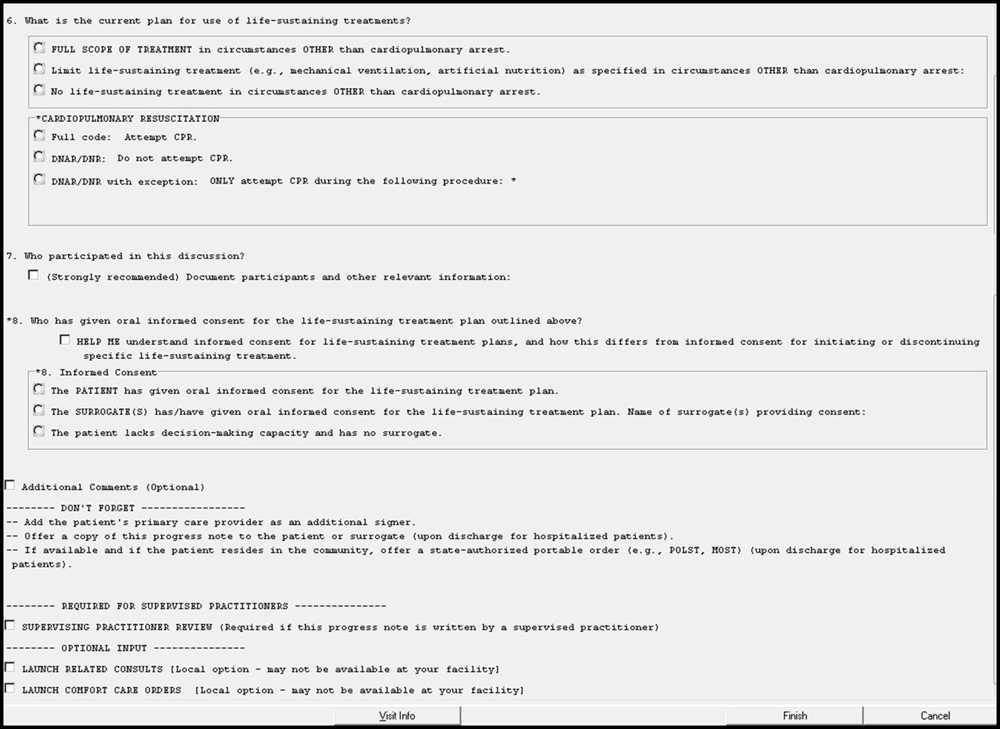 6. What is the current plan for use of life-sustaining treatments?
FULL SCOPE OF TREATMENT in circumstances OTHER than cardiopulmonary arrest.
Limit life-sustaining treatment (e.g., mechanical ventilation, artificial nutrition) as specified in circumstances OTHER than cardiopulmonary arrest:
No life-sustaining treatment in circumstances OTHER than cardiopulmonary arrest.
*CARDIOPULMONARY RESUSCITATION
Full code:  Attempt CPR.
DNAR/DNR:  Do not attempt CPR.
DNAR/DNR with exception:  ONLY attempt CPR during the following procedure: *
7. Who participated in this discussion?
(Strongly recommended) Document participants and other relevant information:
*8. Who has given oral informed consent for the life-sustaining treatment plan outlined above?
HELP ME understand informed consent for life-sustaining treatment plans, and how this differs from informed consent for initiating or discontinuing
specific life-sustaining treatment.
*8. Informed Consent
The PATIENT has given oral informed consent for the life-sustaining treatment plan.
The SURROGATE(S) has/have given oral informed consent for the life-sustaining treatment plan. Name of surrogate(s) providing consent:
The patient lacks decision-making capacity and has no surrogate.
Additional Comments (Optional)
-------- DON'T FORGET -----------------
-- Add the patient's primary care provider as an additional signer.
-- Offer a copy of this progress note to the patient or surrogate (upon discharge for hospitalized patients).
-- If available and if the patient resides in the community, offer a state-authorized portable order (e.g., POLST, MOST) (upon discharge for hospitalized
patients).
-------- REQUIRED FOR SUPERVISED PRACTITIONERS ---------------
SUPERVISING PRACTITIONER REVIEW (Required if this progress note is written by a supervised practitioner)
-------- OPTIONAL INPUT ---------------
LAUNCH RELATED CONSULTS [Local option - may not be available at your facility]
LAUNCH COMFORT CARE ORDERS  [Local option - may not be available at your facility]
Visit Info Finish Cancel